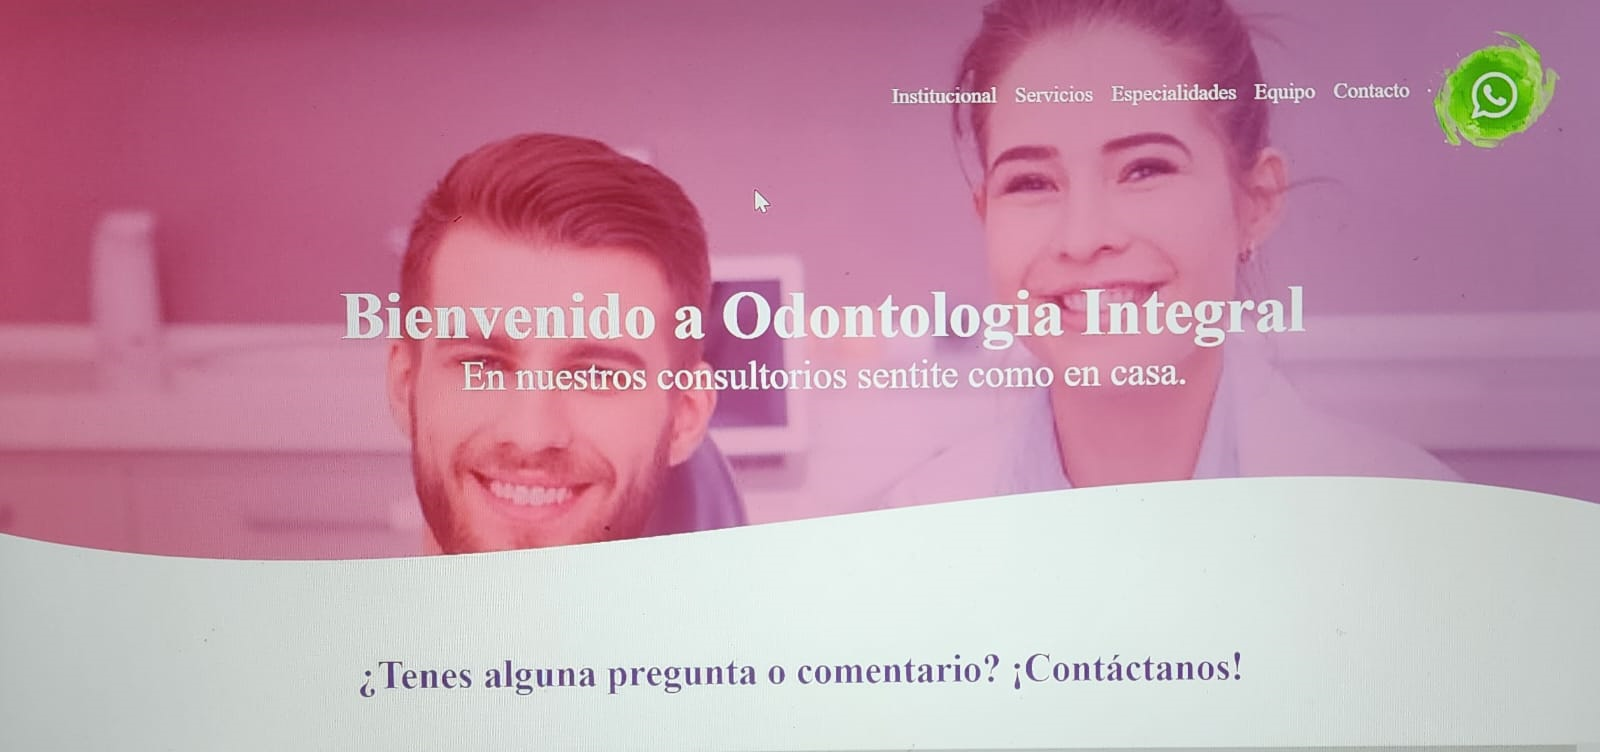 Institucional Servicios Especialidades Equipo Contacto
Bienvenido a Odontologia Integral
En nuestros consultorios sentite como en casa.
¿Tenes alguna pregunta o comentario? ¡Contáctanos!